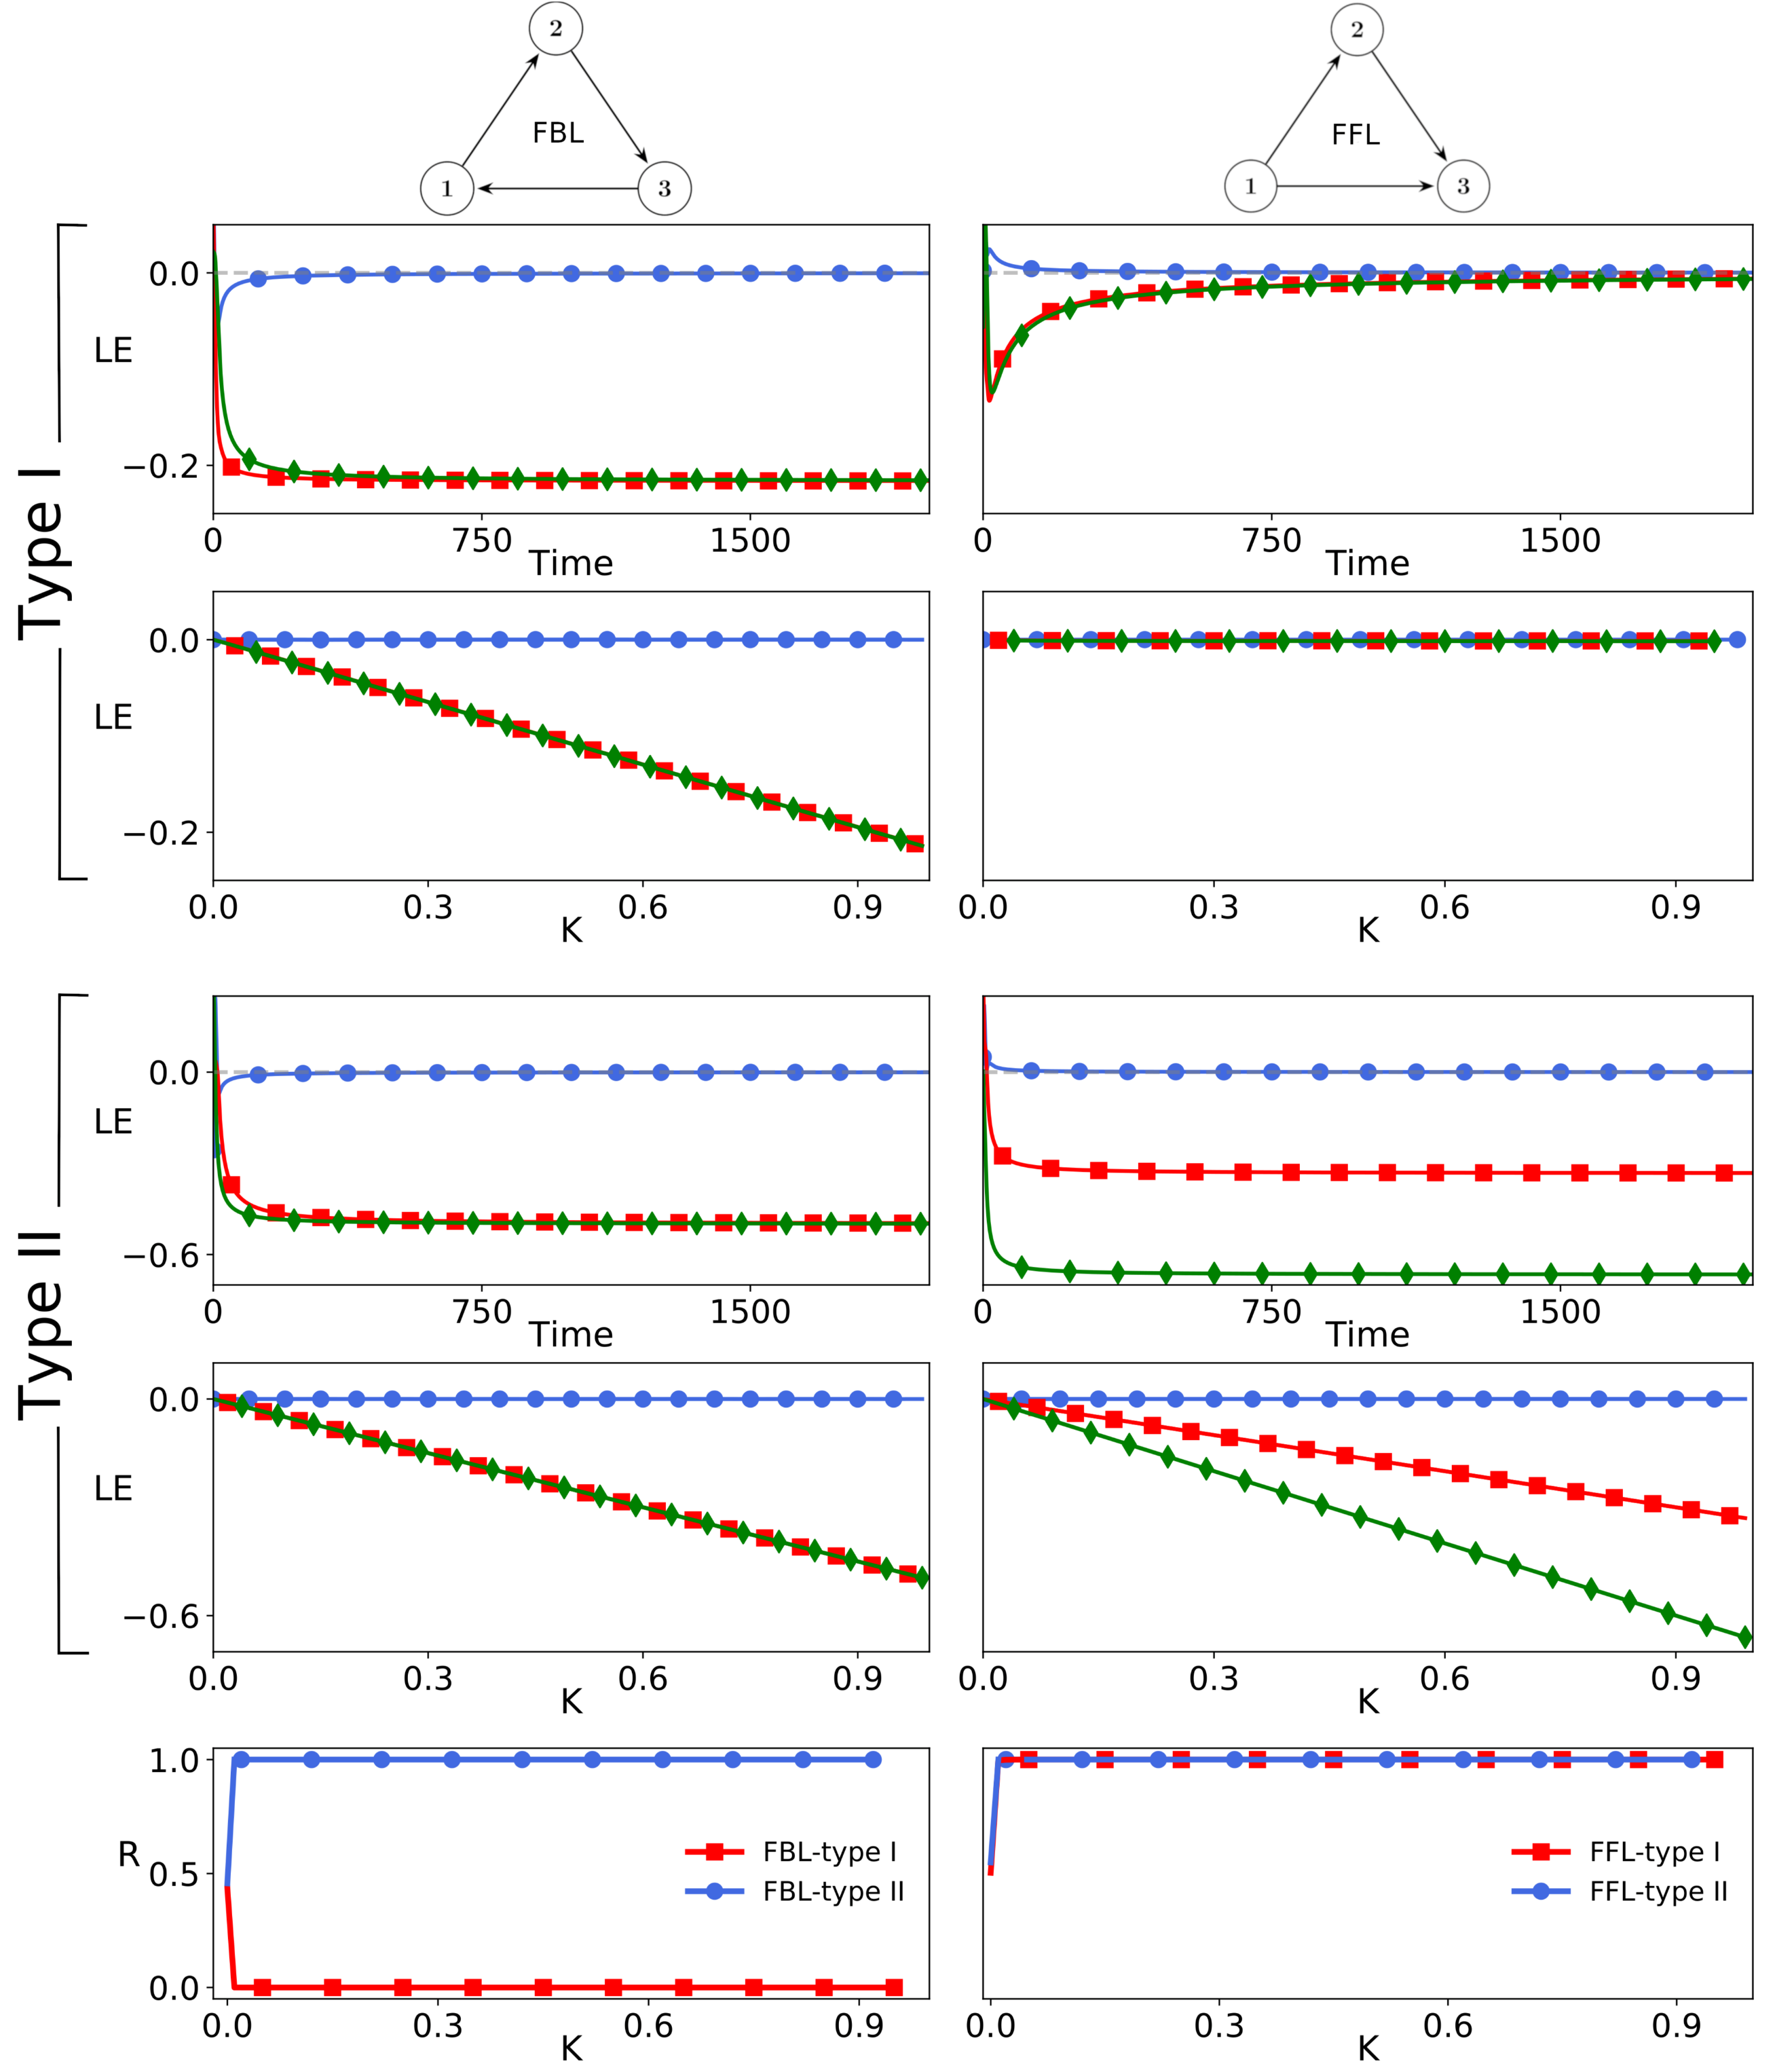 2
2
FBL
FFL
1
3
1
3
Type I
LE
0.0
−0.2
0
750
1500
Time
0
750
1500
Time
LE
0.0
−0.2
0.0
0.3
0.6
0.9
K
0.0
0.3
0.6
0.9
K
Type II
LE
0.0
−0.6
0
750
1500
Time
0
750
1500
Time
LE
0.0
−0.6
0.0
0.3
0.6
0.9
K
0.0
0.3
0.6
0.9
K
R
1.0
0.5
0.0
FBL-type I
FBL-type II
FFL-type I
FFL-type II
0.0
0.3
0.6
0.9
K
0.0
0.3
0.6
0.9
K